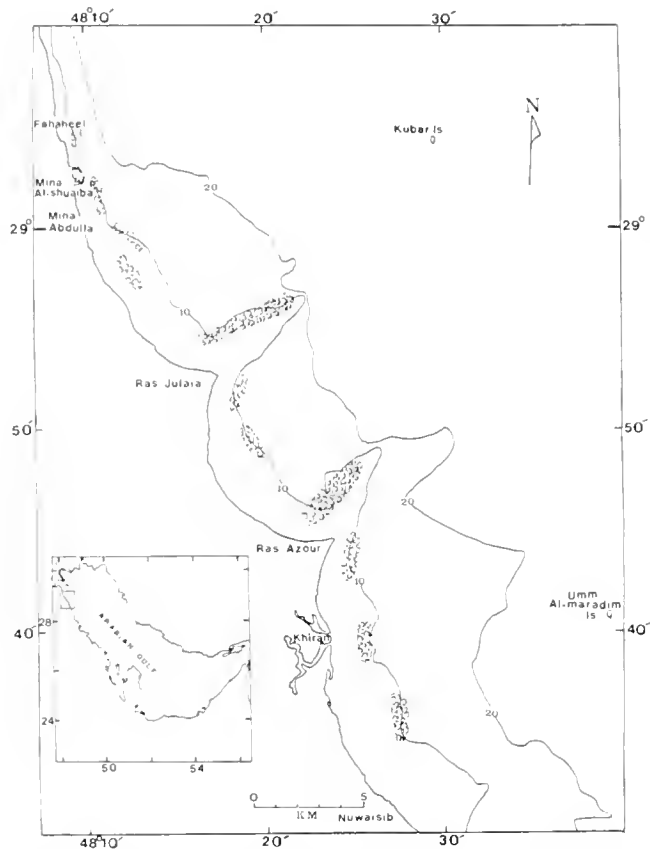 48°10´ 20´ 30´
N
Fahaheel
Kubar Is
Mina
Al-shuaiba
20
Mina
Abdulla
29°
29°
10
Ras Julaia
50´
50´
10
20
Ras Azour
10
Umm
Al-maradim
Is
28
ARABIAN GULF
40´
Khiran
40´
24
20
50 54
0 5
KM
Nuwaisib
48°10´ 20´ 30´